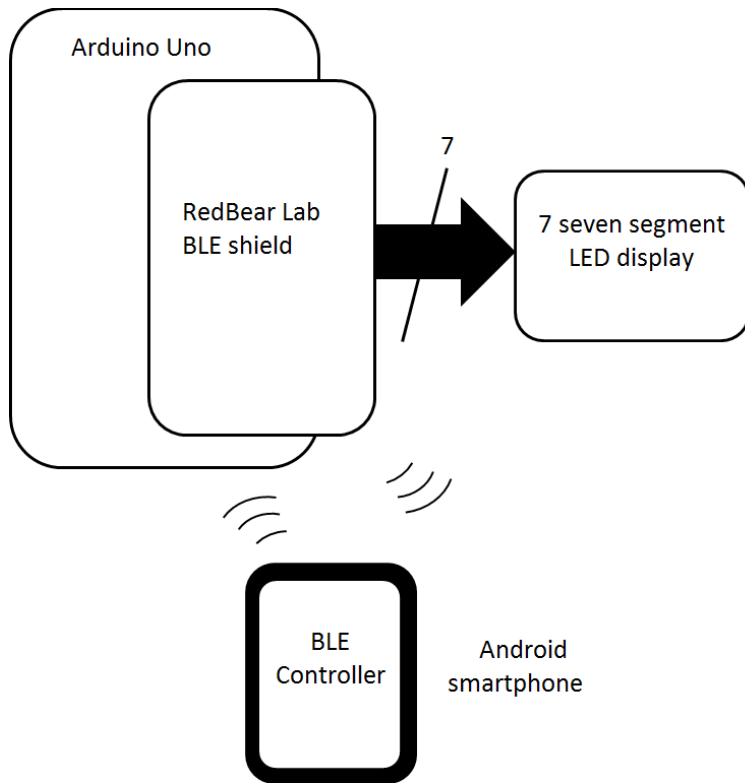 Arduino Uno
RedBear Lab
BLE shield
7
7 seven segment
LED display
BLE
Controller
Android
smartphone